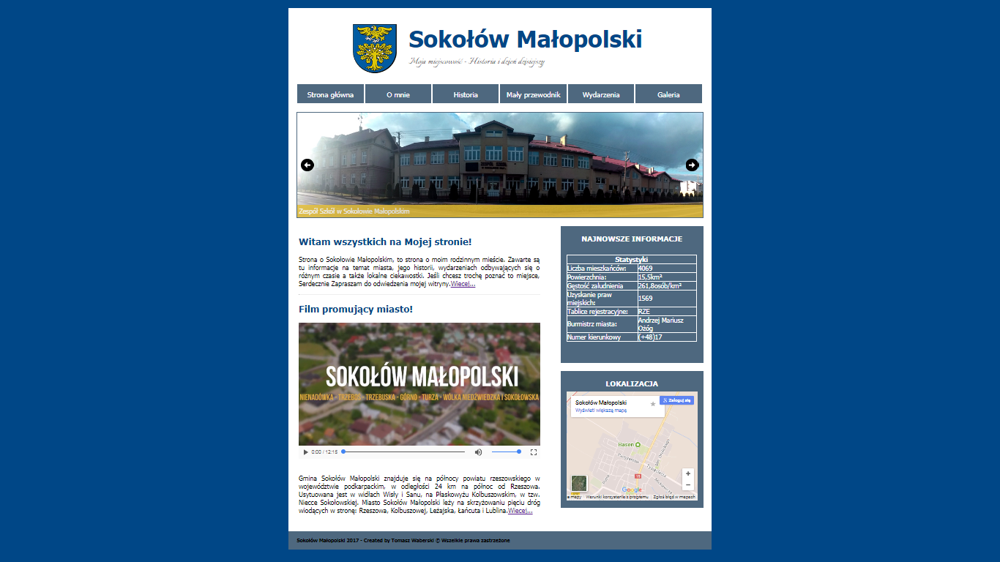 Sokołów Małopolski
Moja miejscowość - Historia i dzień dzisiejszy
Strona główna
O mnie
Historia
Mały przewodnik
Wydarzenia
Galeria
Zespół Szkół w Sokołowie Małopolskim
Witam wszystkich na Mojej stronie!
Strona o Sokołowie Małopolskim, to strona o moim rodzinnym mieście. Zawarte są
tu informacje na temat miasta, jego historii, wydarzeniach odbywających się o
różnym czasie a także lokalne ciekawostki. Jeśli chcesz trochę poznać to miejsce,
Serdecznie Zapraszam do odwiedzenia mojej witryny.Wiecej...
Film promujący miasto!
SOKOŁÓW MAŁOPOLSKI
NIENADÓWKA - TRZEBOŚ - TRZEBUSKA - GÓRNO - TURZA - WÓLKA NIEDŹWIEDZKA I SOKOŁOWSKA
0:00 / 12:15
Gmina Sokołów Małopolski znajduje się na północy powiatu rzeszowskiego w
województwie podkarpackim, w odległości 24 km na północ od Rzeszowa.
Usytuowana jest w widłach Wisły i Sanu, na Płaskowyżu Kolbuszowskim, w tzw.
Niecce Sokołowskiej. Miasto Sokołów Małopolski leży na skrzyżowaniu pięciu dróg
wiodących w stronę: Rzeszowa, Kolbuszowej, Leżajska, Łańcuta i Lublina.Wiecej...
NAJNOWSZE INFORMACJE
Statystyki
Liczba mieszkańców: 4069
Powierzchnia: 15,5km²
Gęstość zaludnienia 261,8osób/km²
Uzyskanie praw
miejskich: 1569
Tablice rejestracyjne: RZE
Burmistrz miasta: Andrzej Mariusz
Ożóg
Numer kierunkowy (+48)17
LOKALIZACJA
Sokołów Małopolski
Wyświetl większą mapę
Zaloguj się
Basen
Partyzantów
Google
mapy
Warunki korzystania z programu
Zgłoś błąd w mapach
Sokołów Małopolski 2017 - Created by Tomasz Waberski © Wszelkie prawa zastrzeżone